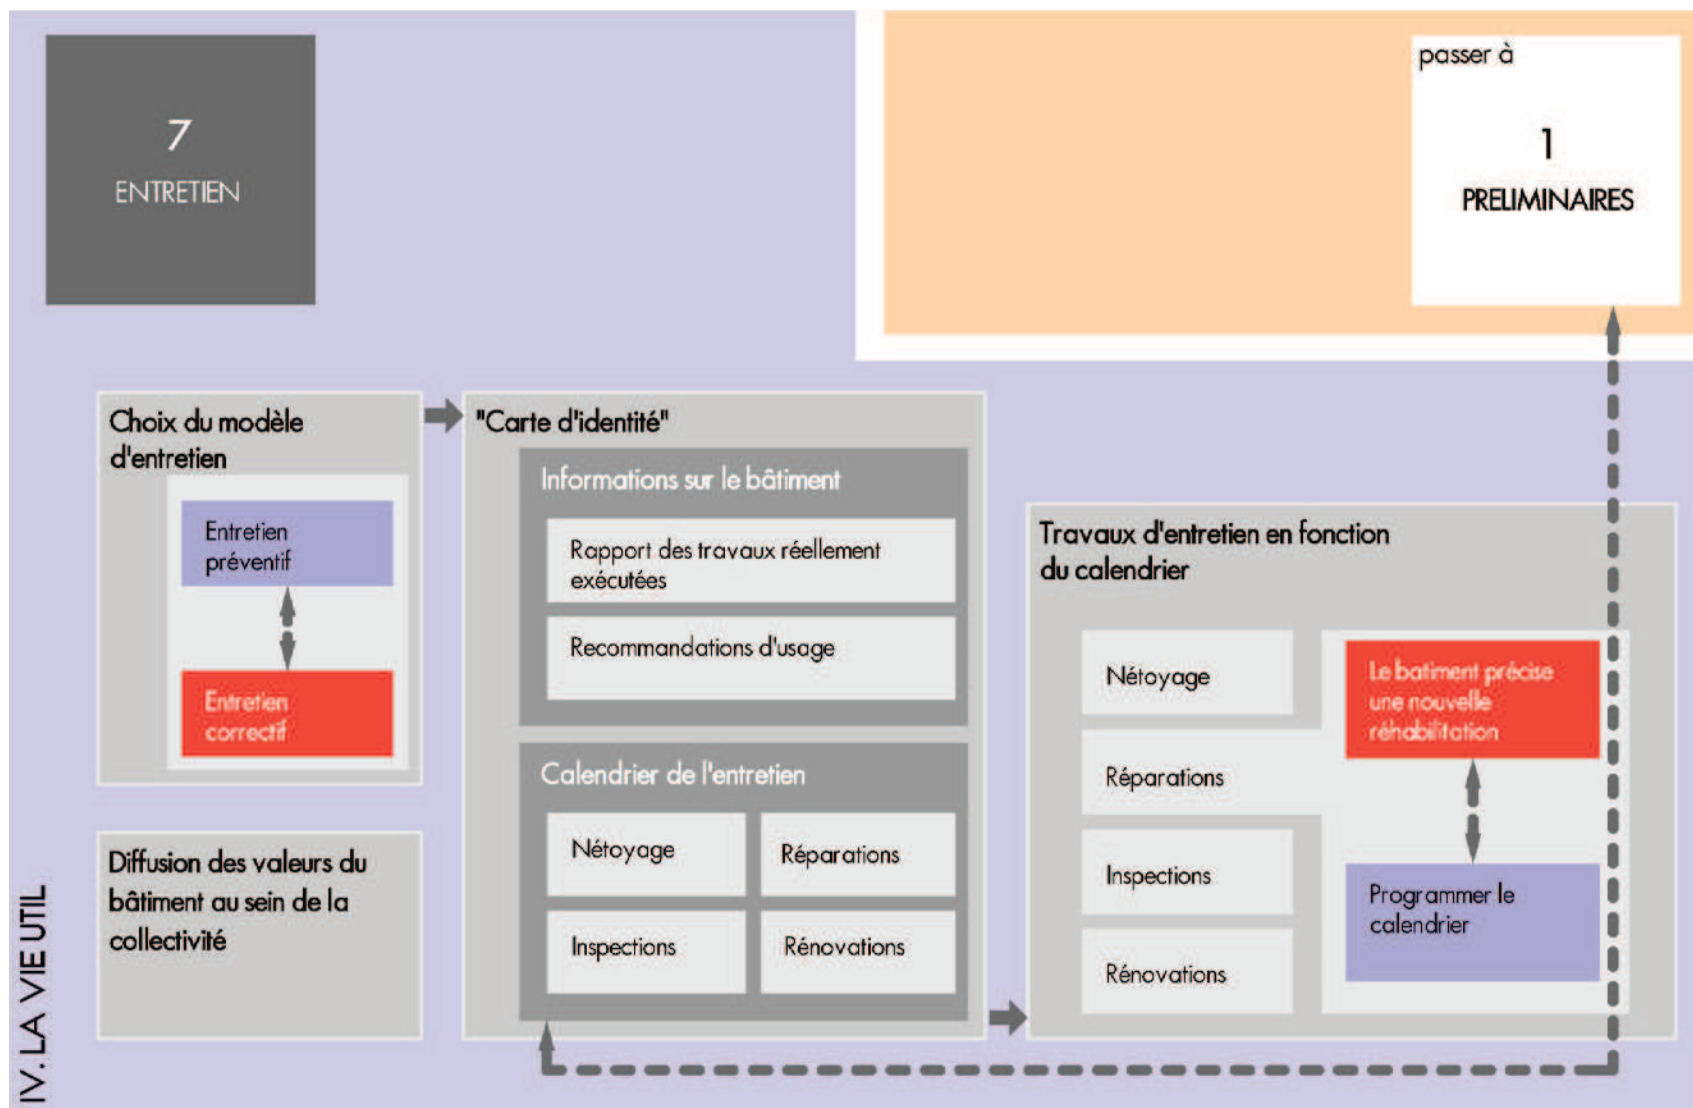 7
ENTRETIEN
passer à
1
PRELIMINAIRES
Choix du modèle
d'entretien
Entretien
préventif
Entretien
correctif
Diffusion des valeurs du
bâtiment au sein de la
collectivité
"Carte d'identité"
Informations sur le bâtiment
Rapport des travaux réellement
exécutées
Recommandations d'usage
Calendrier de l'entretien
Nétoyage
Réparations
Inspections
Rénovations
Travaux d'entretien en fonction
du calendrier
Nétoyage
Réparations
Inspections
Rénovations
Le batiment précise
une nouvelle
réhabilitation
Programmer le
calendrier
IV. LA VIE UTIL